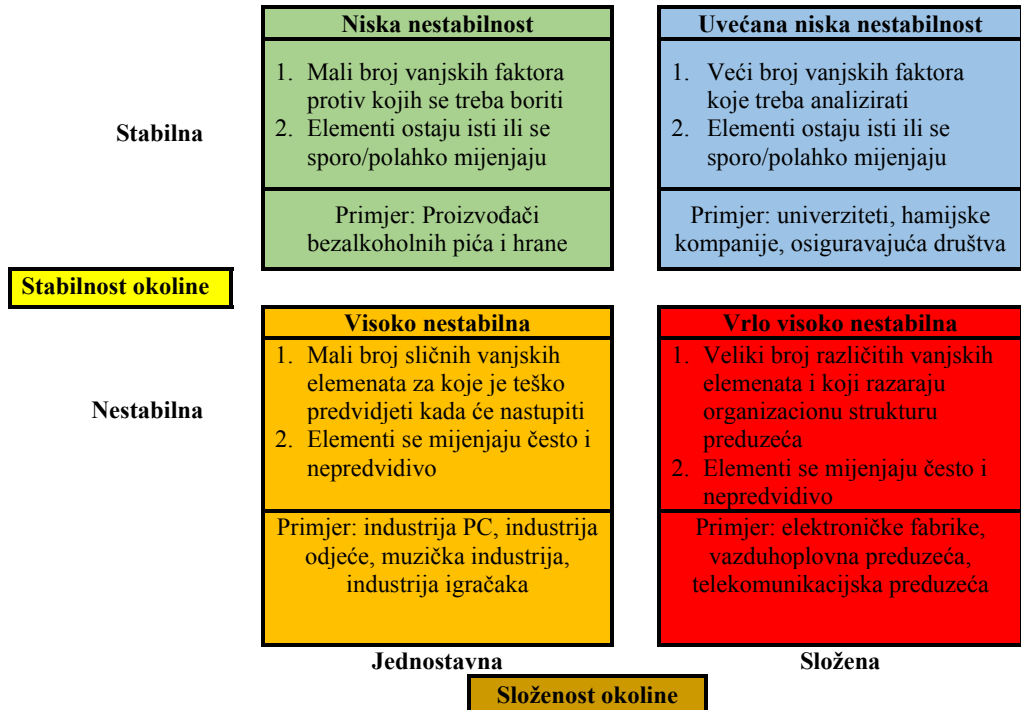 Niska nestabilnost
1. Mali broj vanjskih faktora
protiv kojih se treba boriti
2. Elementi ostaju isti ili se
sporo/polahko mijenjaju
Primjer: Proizvođači
bezalkoholnih pića i hrane
Uvećana niska nestabilnost
1. Veći broj vanjskih faktora
koje treba analizirati
2. Elementi ostaju isti ili se
sporo/polahko mijenjaju
Primjer: univerziteti, hamijske
kompanije, osiguravajuća društva
Stabilna
Stabilnost okoline
Nestabilna
Visoko nestabilna
1. Mali broj sličnih vanjskih
elemenata za koje je teško
predvidjeti kada će nastupiti
2. Elementi se mijenjaju često i
nepredvidivo
Primjer: industrija PC, industrija
odjeće, muzička industrija,
industrija igračaka
Vrlo visoko nestabilna
1. Veliki broj različitih vanjskih
elemenata i koji razaraju
organizacionu strukturu
preduzeća
2. Elementi se mijenjaju često i
nepredvidivo
Primjer: elektroničke fabrike,
vazduhoplovna preduzeća,
telekomunikacijska preduzeća
Jednostavna
Složena
Složenost okoline